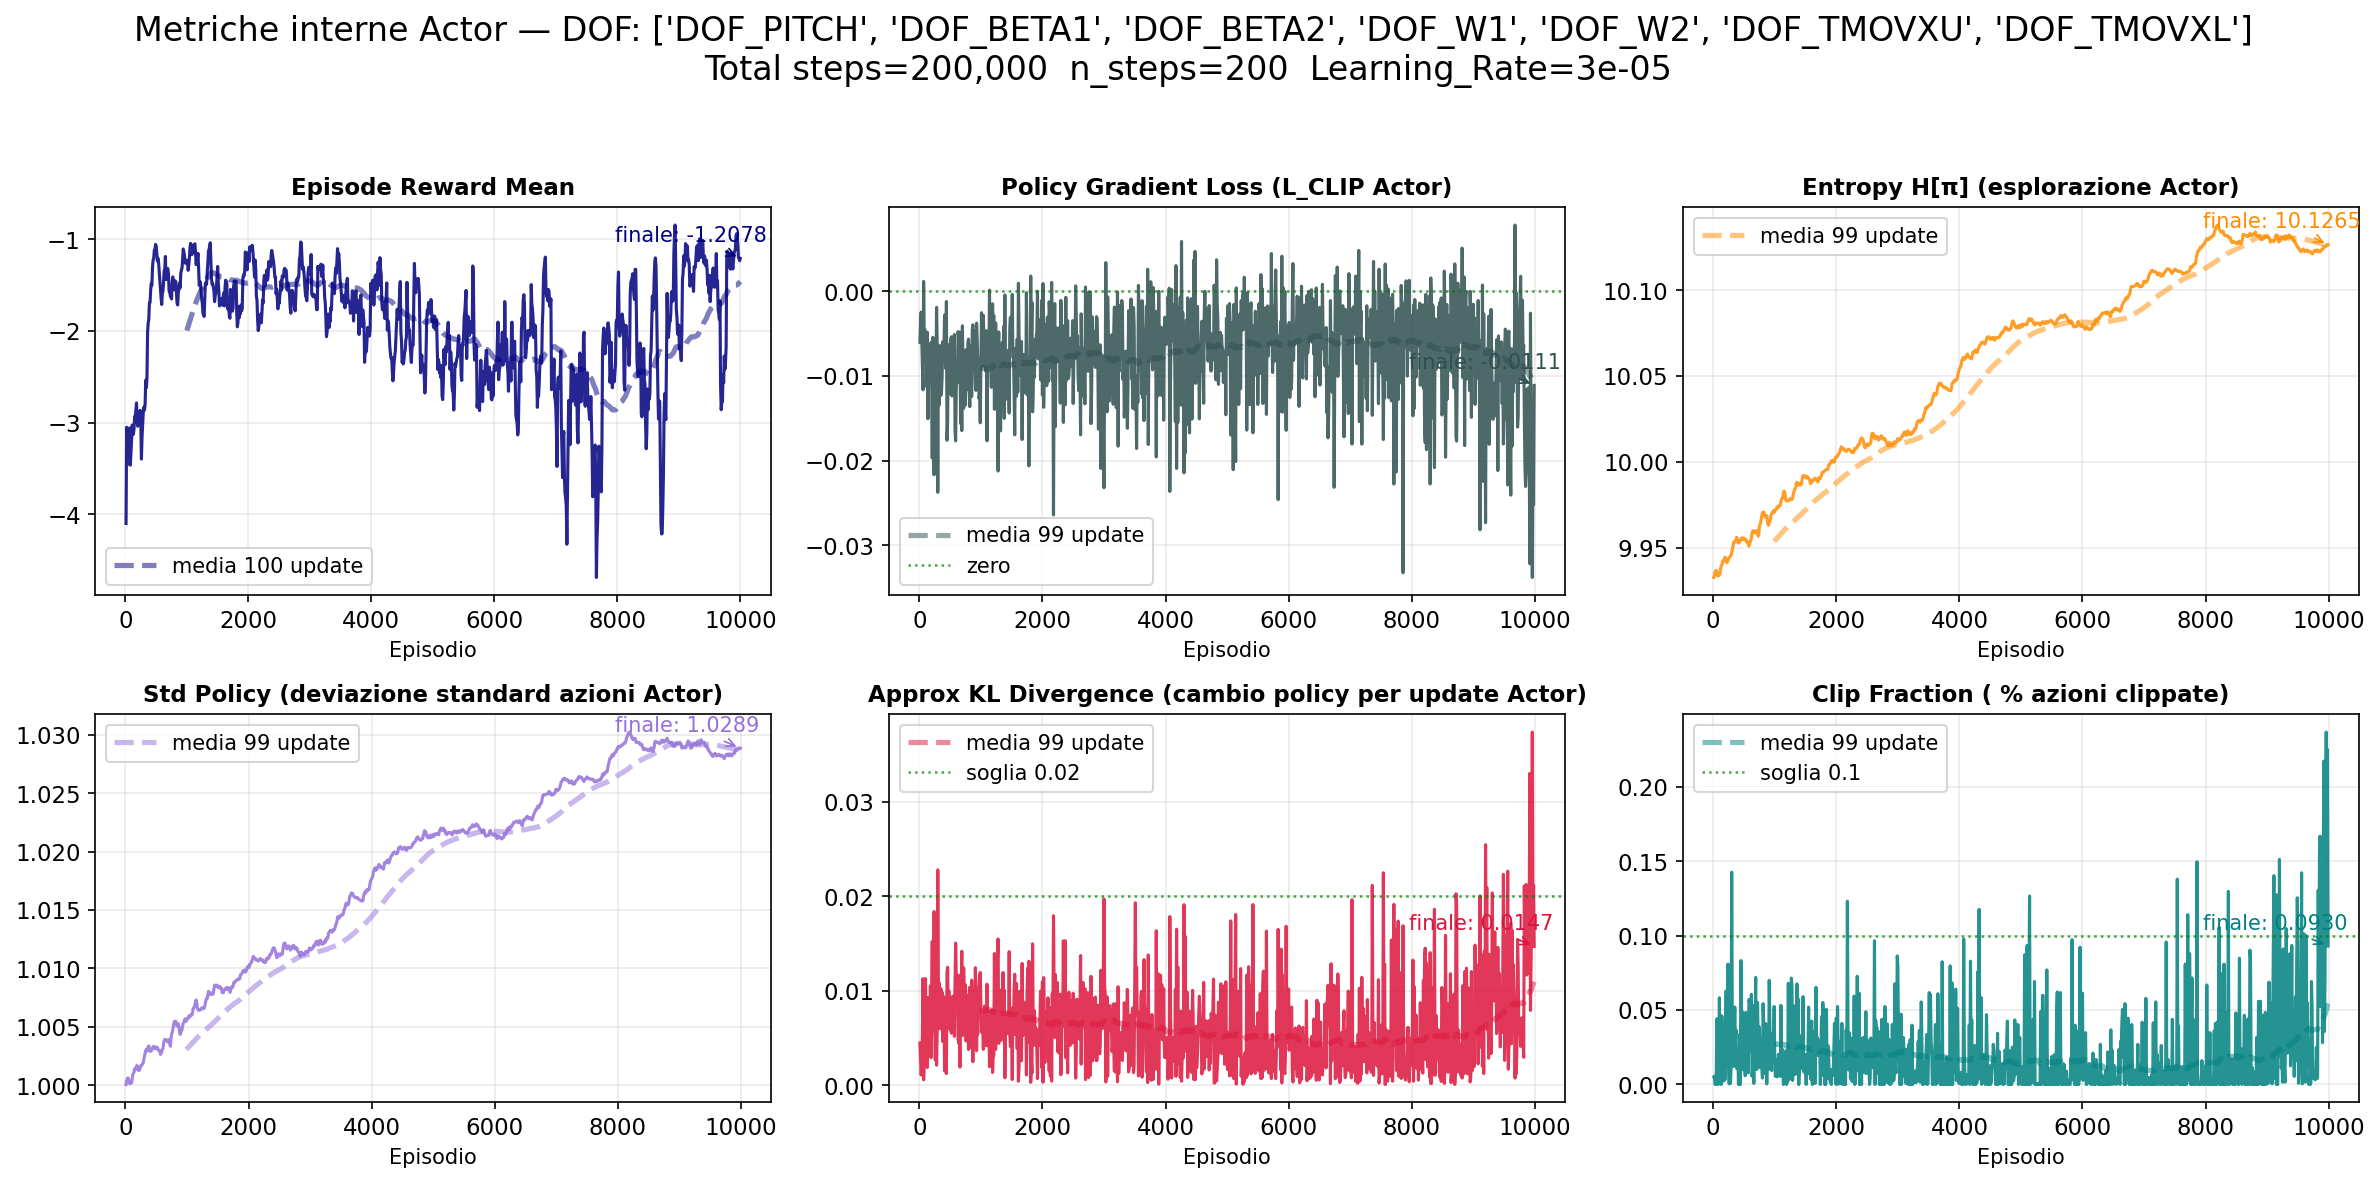 Metriche interne Actor — DOF: ['DOF_PITCH', 'DOF_BETA1', 'DOF_BETA2', 'DOF_W1', 'DOF_W2', 'DOF_TMOVXU', 'DOF_TMOVXL']
Total steps=200,000  n_steps=200  Learning_Rate=3e-05
Episode Reward Mean
−1
−2
−3
−4
finale: -1.2078
media 100 update
0 2000 4000 6000 8000 10000
Episodio
Policy Gradient Loss (L_CLIP Actor)
0.00
−0.01
−0.02
−0.03
finale: -0.0111
media 99 update
zero
0 2000 4000 6000 8000 10000
Episodio
Entropy H[π] (esplorazione Actor)
media 99 update
finale: 10.1265
10.10
10.05
10.00
9.95
0 2000 4000 6000 8000 10000
Episodio
Std Policy (deviazione standard azioni Actor)
media 99 update
finale: 1.0289
1.030
1.025
1.020
1.015
1.010
1.005
1.000
0 2000 4000 6000 8000 10000
Episodio
Approx KL Divergence (cambio policy per update Actor)
media 99 update
soglia 0.02
0.03
0.02
0.01
0.00
finale: 0.0147
0 2000 4000 6000 8000 10000
Episodio
Clip Fraction ( % azioni clippate)
media 99 update
soglia 0.1
0.20
0.15
0.10
0.05
0.00
finale: 0.0930
0 2000 4000 6000 8000 10000
Episodio